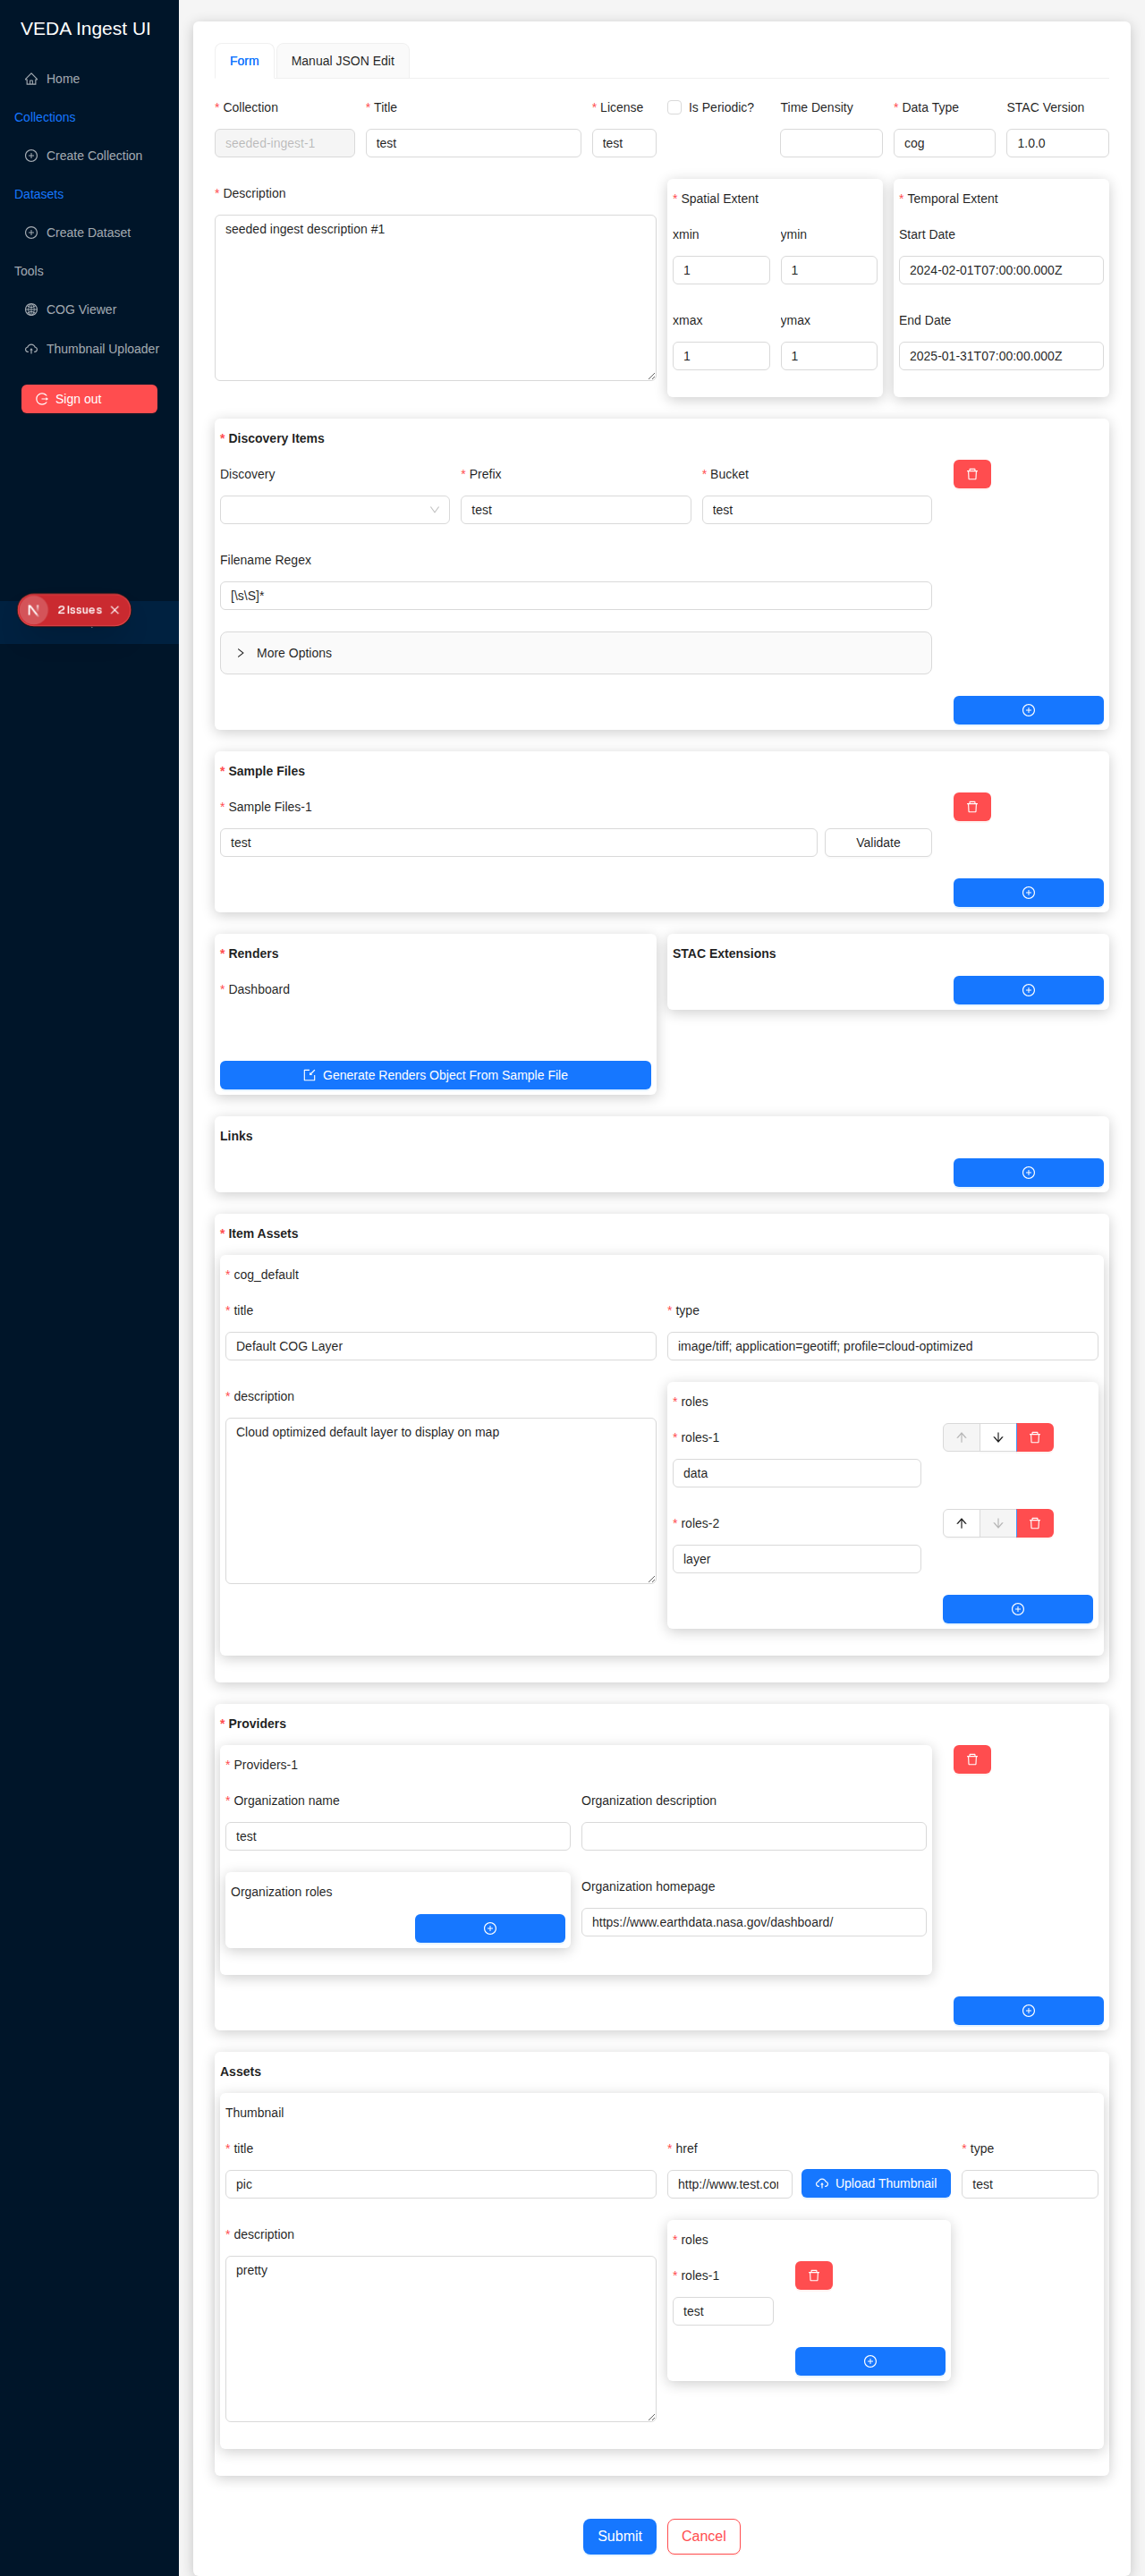 VEDA Ingest UI
Home
Collections
Create Collection
Datasets
Create Dataset
Tools
COG Viewer
Thumbnail Uploader
Sign out
2 Issues
Form
Manual JSON Edit
* Collection
* Title
* License
Is Periodic?
Time Density
* Data Type
STAC Version
seeded-ingest-1
test
test
cog
1.0.0
* Description
seeded ingest description #1
* Spatial Extent
xmin
ymin
1
1
xmax
ymax
1
1
* Temporal Extent
Start Date
2024-02-01T07:00:00.000Z
End Date
2025-01-31T07:00:00.000Z
* Discovery Items
Discovery
* Prefix
* Bucket
test
test
Filename Regex
[\s\S]*
More Options
* Sample Files
* Sample Files-1
test
Validate
* Renders
* Dashboard
Generate Renders Object From Sample File
STAC Extensions
Links
* Item Assets
* cog_default
* title
* type
Default COG Layer
image/tiff; application=geotiff; profile=cloud-optimized
* description
Cloud optimized default layer to display on map
* roles
* roles-1
data
* roles-2
layer
* Providers
* Providers-1
* Organization name
Organization description
test
Organization roles
Organization homepage
https://www.earthdata.nasa.gov/dashboard/
Assets
Thumbnail
* title
* href
* type
pic
http://www.test.co
Upload Thumbnail
test
* description
pretty
* roles
* roles-1
test
Submit
Cancel